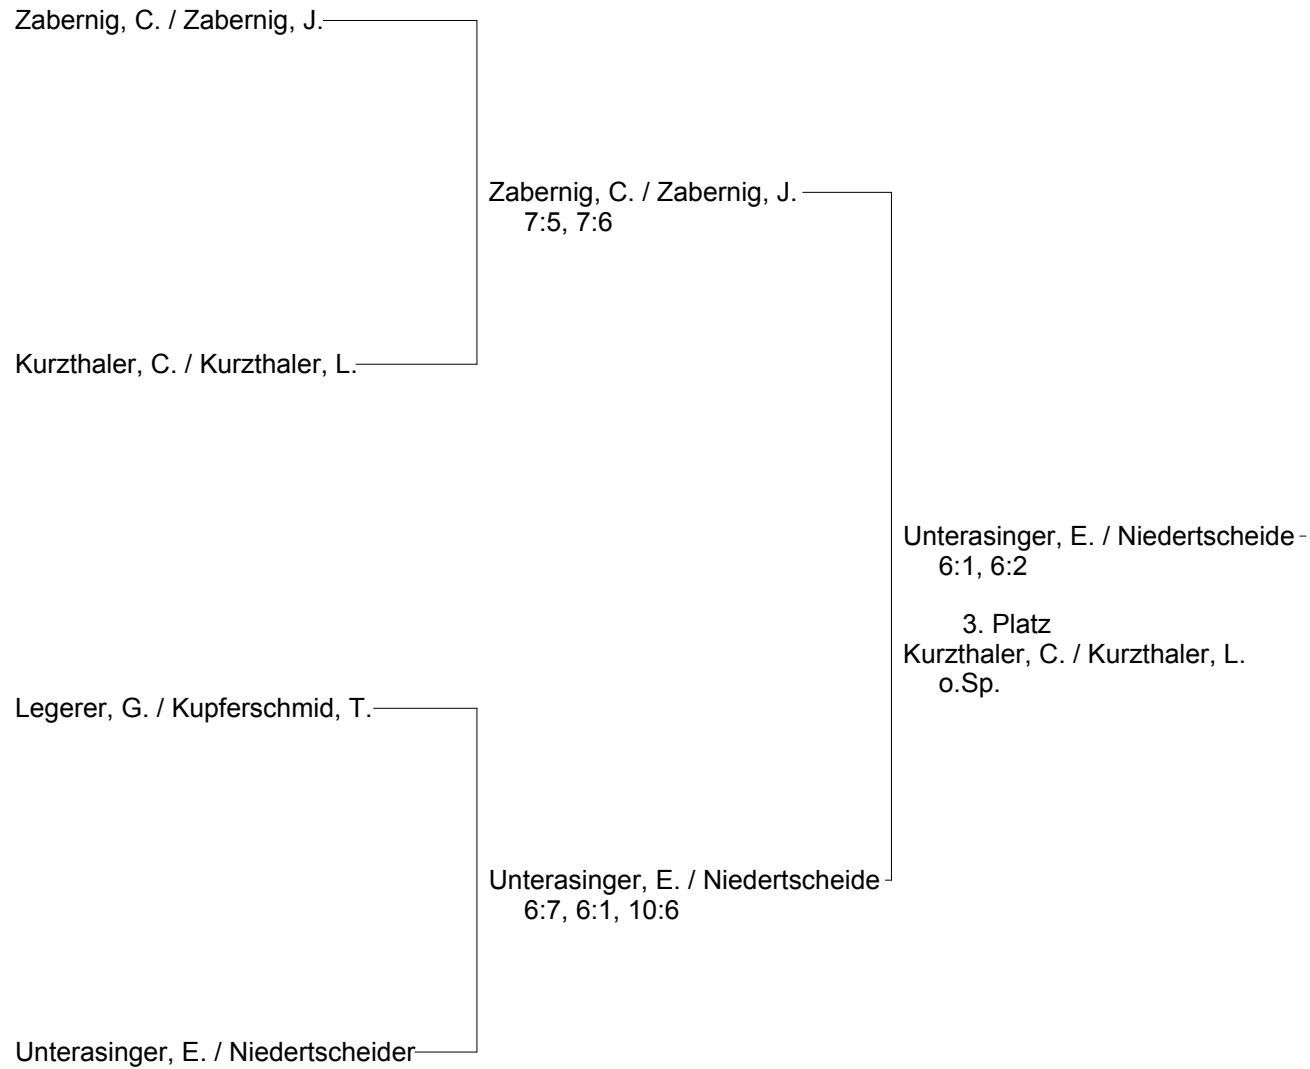 Zabernig, C. / Zabernig, J.
Zabernig, C. / Zabernig, J.
7:5, 7:6
Kurzthaler, C. / Kurzthaler, L.
Unterasinger, E. / Niedertscheide
6:1, 6:2
3. Platz
Kurzthaler, C. / Kurzthaler, L.
o.Sp.
Legerer, G. / Kupferschmid, T.
Unterasinger, E. / Niedertscheide
6:7, 6:1, 10:6
Unterasinger, E. / Niedertscheider